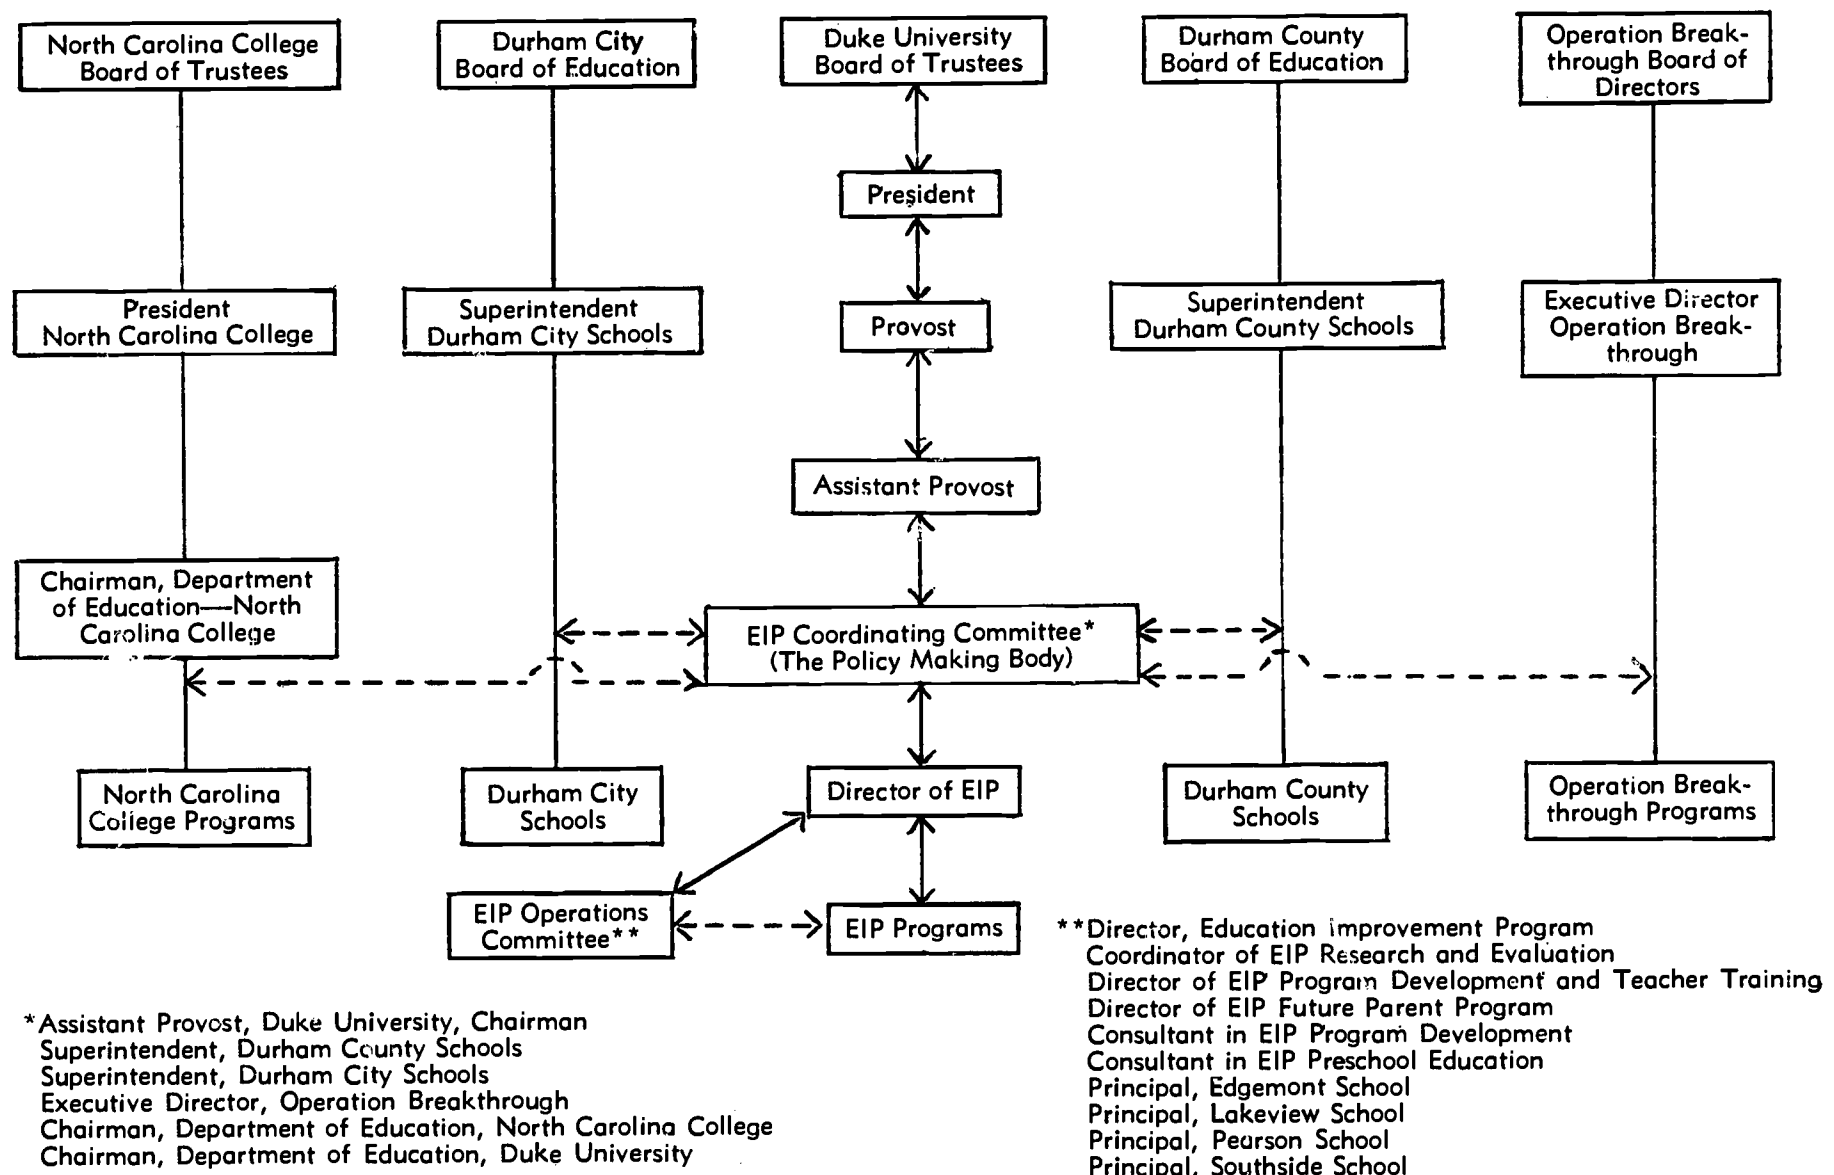 North Carolina College
Board of Trustees
Durham City
Board of Education
Duke University
Board of Trustees
Durham County
Board of Education
Operation Break-
through Board of
Directors
President
President
North Carolina College
Superintendent
Durham City Schools
Provost
Superintendent
Durham County Schools
Executive Director
Operation Break-
through
Assistant Provost
Chairman, Department
of Education—North
Carolina College
EIP Coordinating Committee*
(The Policy Making Body)
North Carolina
College Programs
Durham City
Schools
Director of EIP
Durham County
Schools
Operation Break-
through Programs
EIP Operations
Committee**
EIP Programs
**Director, Education Improvement Program
Coordinator of EIP Research and Evaluation
Director of EIP Program Development and Teacher Training
Director of EIP Future Parent Program
Consultant in EIP Program Development
Consultant in EIP Preschool Education
Principal, Edgemont School
Principal, Lakeview School
Principal, Pearson School
Principal, Southside School
*Assistant Provost, Duke University, Chairman
Superintendent, Durham County Schools
Superintendent, Durham City Schools
Executive Director, Operation Breakthrough
Chairman, Department of Education, North Carolina College
Chairman, Department of Education, Duke University